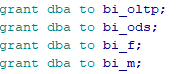 grant dba to bi_oltp;
grant dba to bi_ods;
grant dba to bi_f;
grant dba to bi_m;